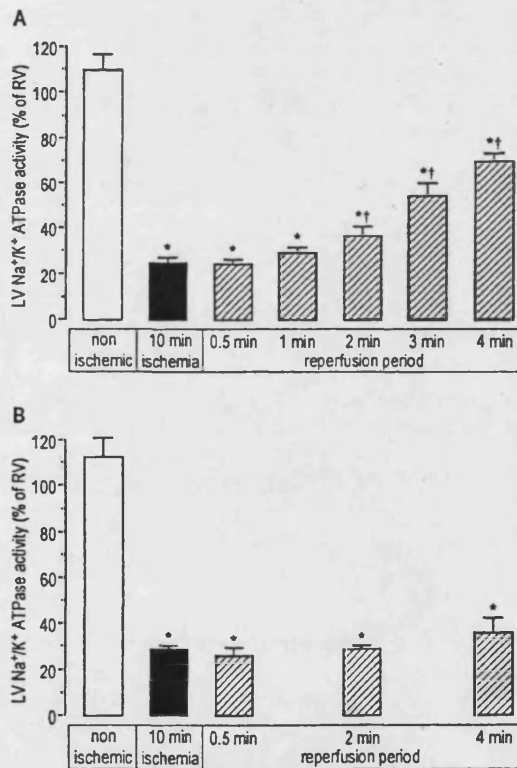 A
LV Na⁺/K⁺ ATPase activity (% of RV)
120
100
80
60
40
20
0
* * * *† *† *†
non ischemic
10 min ischemia
0.5 min 1 min 2 min 3 min 4 min
reperfusion period
B
LV Na⁺/K⁺ ATPase activity (% of RV)
120
100
80
60
40
20
0
* * * *
non ischemic
10 min ischemia
0.5 min 2 min 4 min
reperfusion period